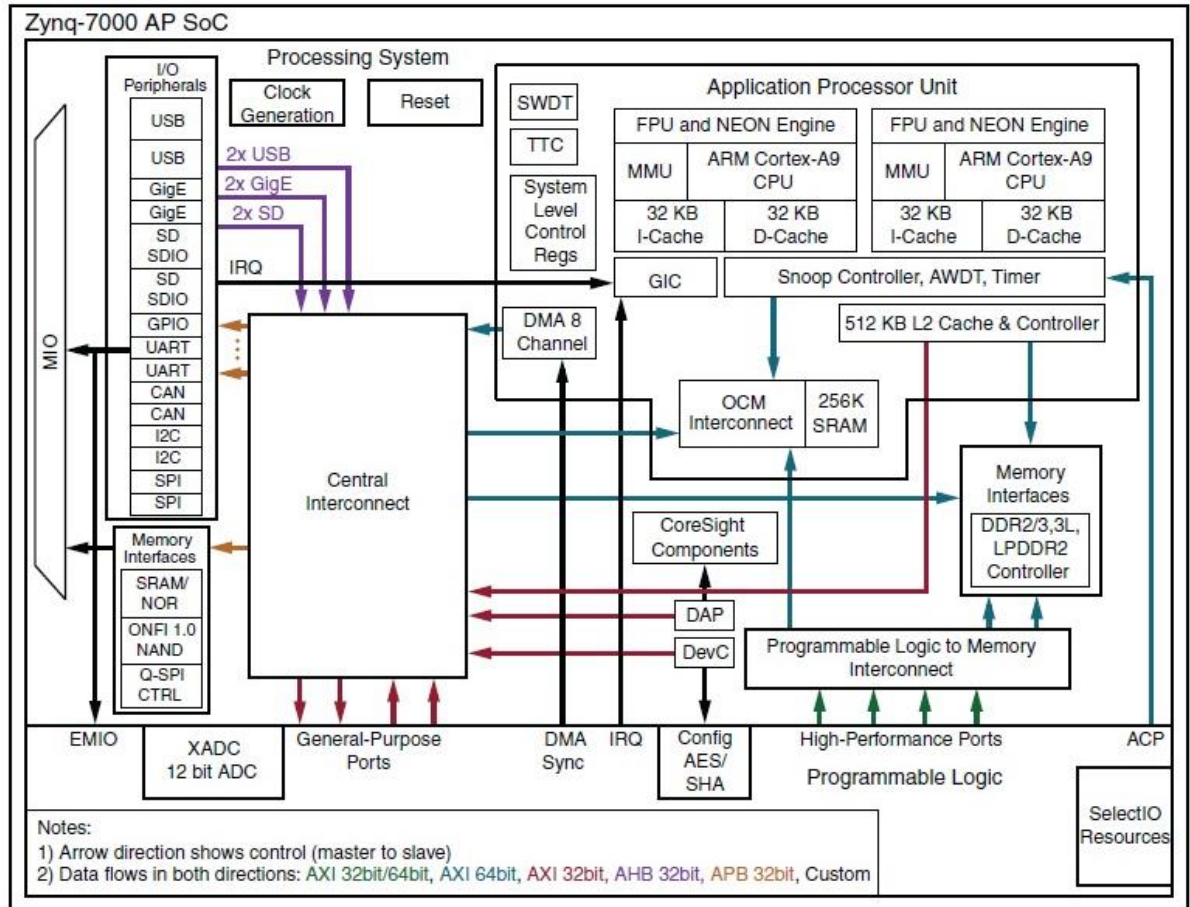 Zynq-7000 AP SoC
I/O
Peripherals
USB
USB
GigE
GigE
SD
SDIO
SD
SDIO
GPIO
UART
UART
CAN
CAN
I2C
I2C
SPI
SPI
MIO
Memory
Interfaces
SRAM/
NOR
ONFI 1.0
NAND
Q-SPI
CTRL
Processing System
Clock
Generation
Reset
2x USB
2x GigE
2x SD
IRQ
Central
Interconnect
Application Processor Unit
SWDT
TTC
System
Level
Control
Regs
FPU and NEON Engine
MMU
ARM Cortex-A9
CPU
32 KB
I-Cache
32 KB
D-Cache
FPU and NEON Engine
MMU
ARM Cortex-A9
CPU
32 KB
I-Cache
32 KB
D-Cache
GIC
Snoop Controller, AWDT, Timer
DMA 8
Channel
512 KB L2 Cache & Controller
OCM
Interconnect
256K
SRAM
Memory
Interfaces
DDR2/3,3L,
LPDDR2
Controller
CoreSight
Components
DAP
DevC
Programmable Logic to Memory
Interconnect
EMIO
XADC
12 bit ADC
General-Purpose
Ports
DMA
Sync
IRQ
Config
AES/
SHA
High-Performance Ports
ACP
Programmable Logic
SelectIO
Resources
Notes:
1) Arrow direction shows control (master to slave)
2) Data flows in both directions: AXI 32bit/64bit, AXI 64bit, AXI 32bit, AHB 32bit, APB 32bit, Custom